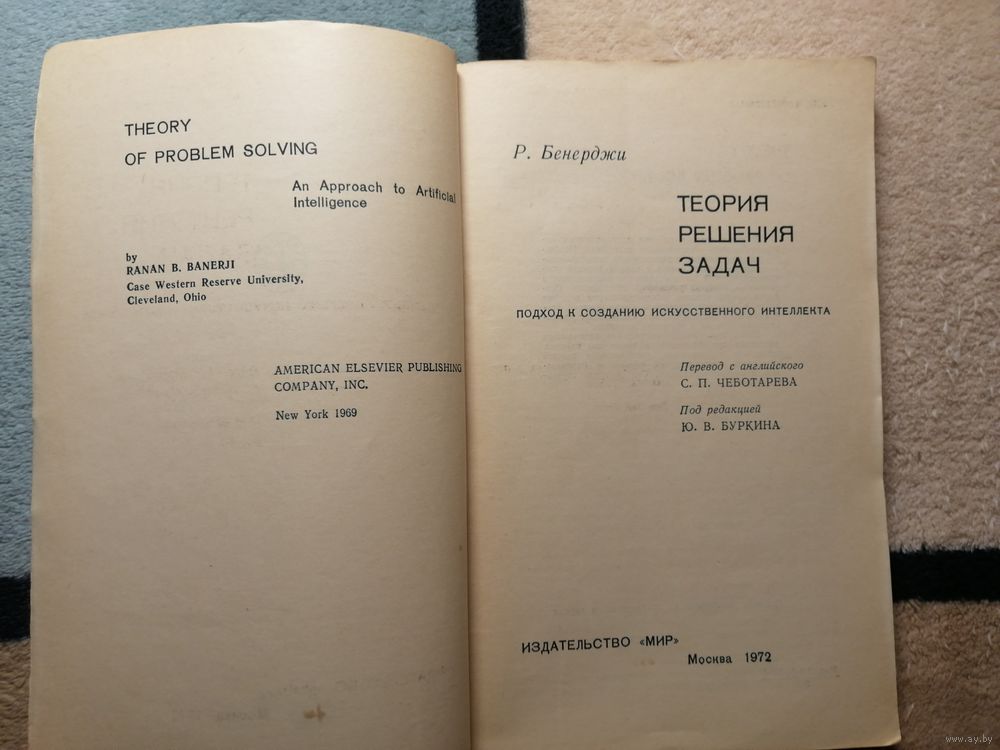 THEORY
OF PROBLEM SOLVING
An Approach to Artificial
Intelligence
by
RANAN B. BANERJI
Case Western Reserve University,
Cleveland, Ohio
AMERICAN ELSEVIER PUBLISHING
COMPANY, INC.
New York 1969
Р. Бенерджи
ТЕОРИЯ
РЕШЕНИЯ
ЗАДАЧ
ПОДХОД К СОЗДАНИЮ ИСКУССТВЕННОГО ИНТЕЛЛЕКТА
Перевод с английского
С. П. ЧЕБОТАРЕВА
Под редакцией
Ю. В. БУРКИНА
ИЗДАТЕЛЬСТВО «МИР»
Москва 1972
www.ay.by